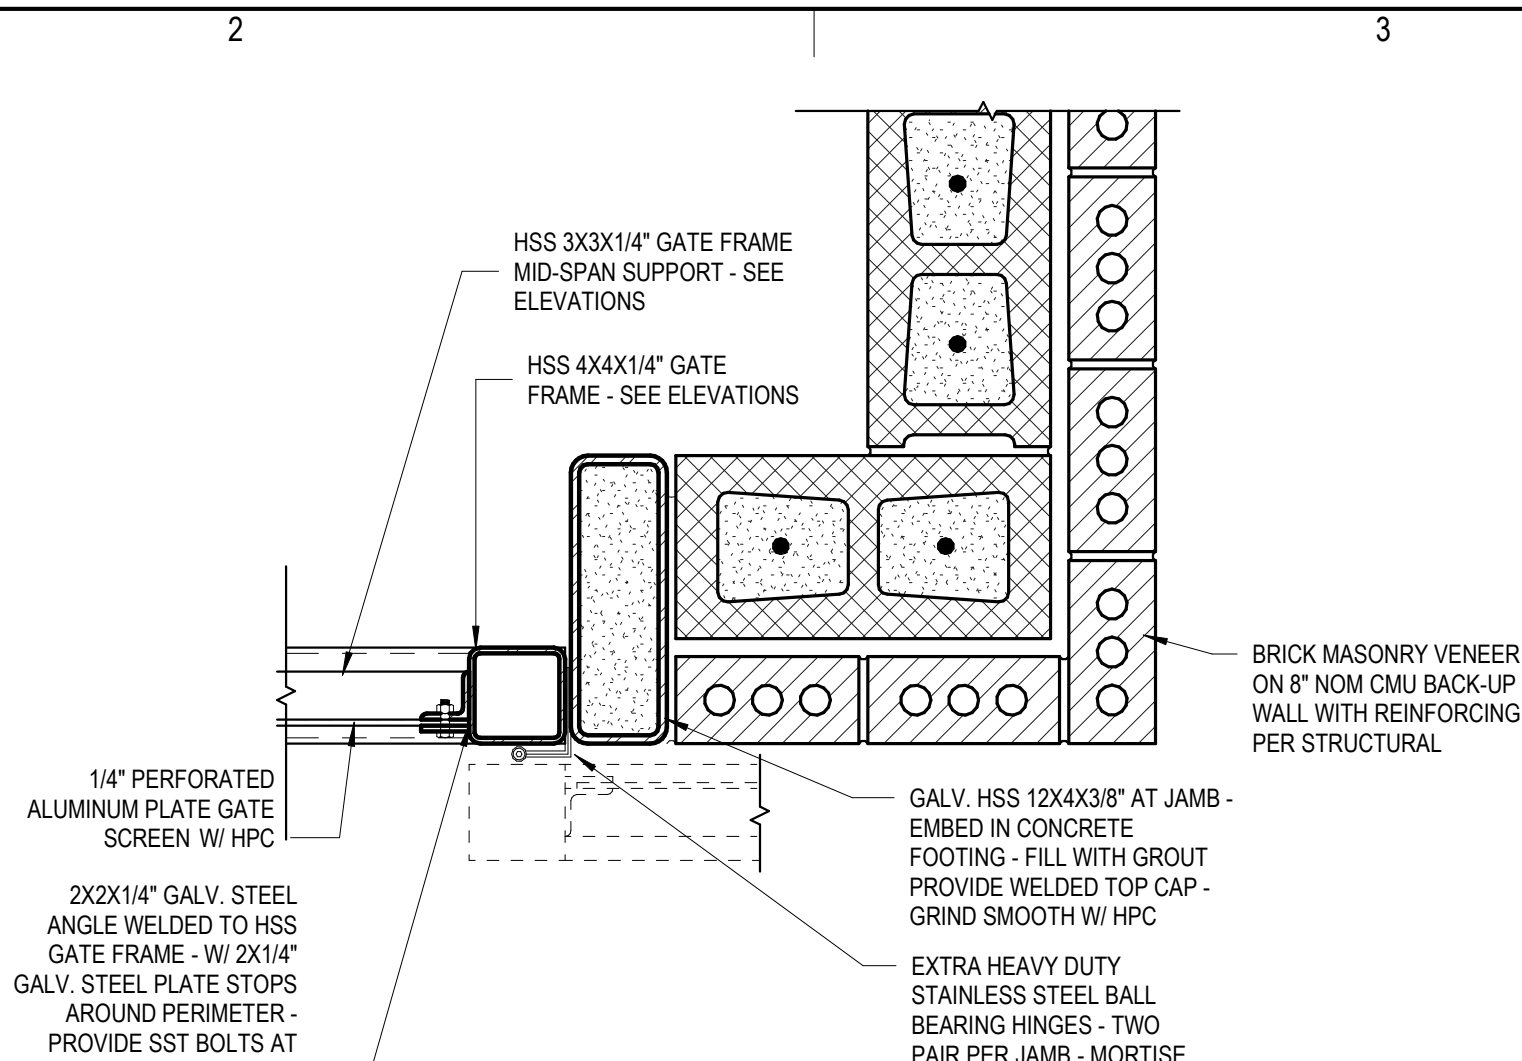 2
3
HSS 3X3X1/4" GATE FRAME
MID-SPAN SUPPORT - SEE
ELEVATIONS
HSS 4X4X1/4" GATE
FRAME - SEE ELEVATIONS
BRICK MASONRY VENEER
ON 8" NOM CMU BACK-UP
WALL WITH REINFORCING
PER STRUCTURAL
1/4" PERFORATED
ALUMINUM PLATE GATE
SCREEN W/ HPC
GALV. HSS 12X4X3/8" AT JAMB -
EMBED IN CONCRETE
FOOTING - FILL WITH GROUT
PROVIDE WELDED TOP CAP -
GRIND SMOOTH W/ HPC
2X2X1/4" GALV. STEEL
ANGLE WELDED TO HSS
GATE FRAME - W/ 2X1/4"
GALV. STEEL PLATE STOPS
AROUND PERIMETER -
PROVIDE SST BOLTS AT
EXTRA HEAVY DUTY
STAINLESS STEEL BALL
BEARING HINGES - TWO
PAIR PER JAMB - MORTISE